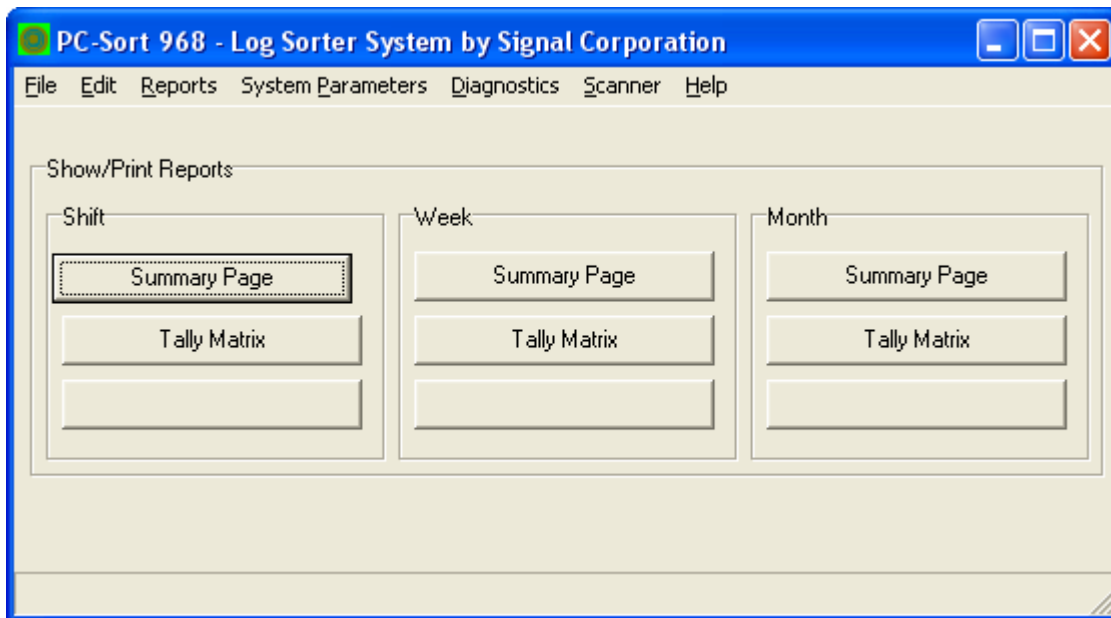 PC-Sort 968 - Log Sorter System by Signal Corporation
File Edit Reports System Parameters Diagnostics Scanner Help
Show/Print Reports
Shift Week Month
Summary Page Summary Page Summary Page
Tally Matrix Tally Matrix Tally Matrix